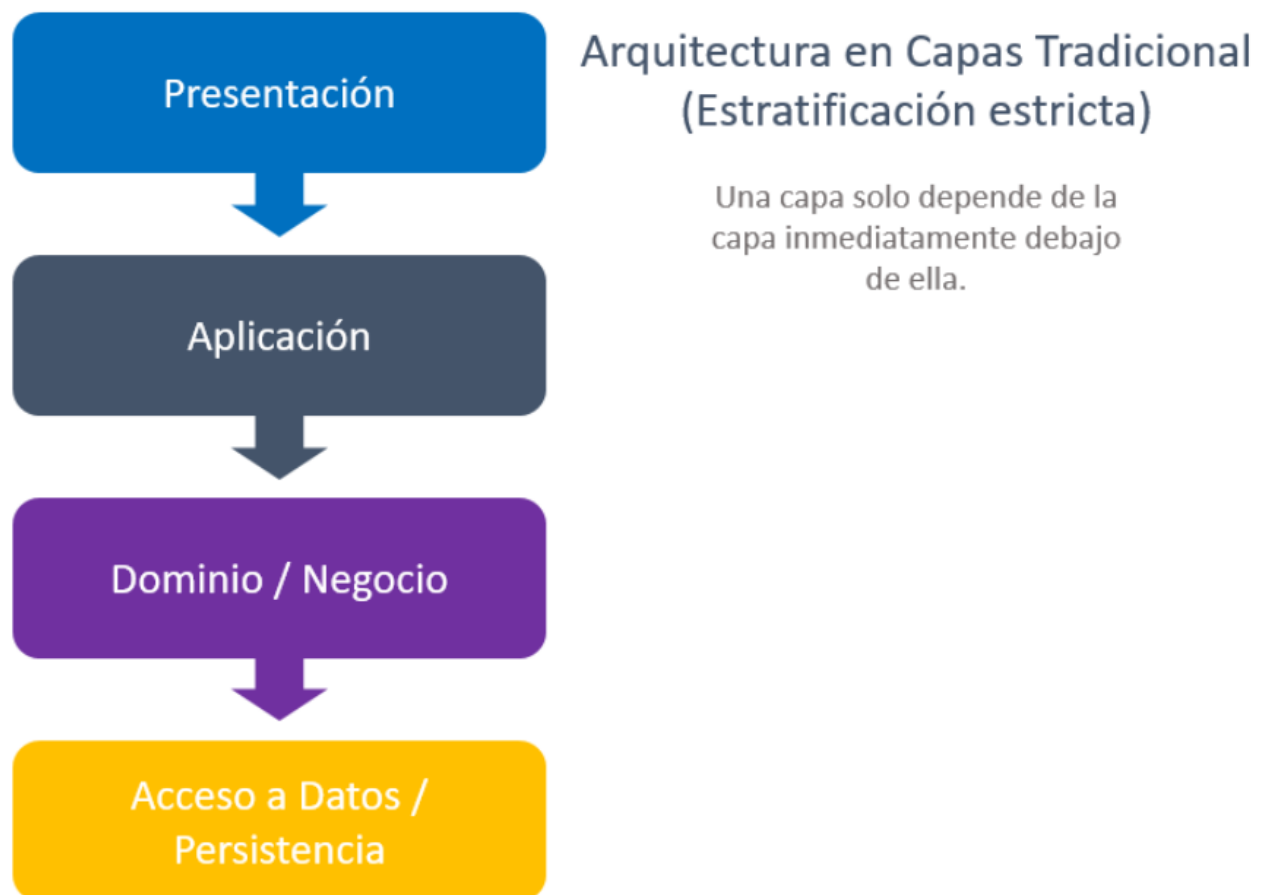 Presentación
Arquitectura en Capas Tradicional
(Estratificación estricta)
Una capa solo depende de la
capa inmediatamente debajo
de ella.
Aplicación
Dominio / Negocio
Acceso a Datos /
Persistencia